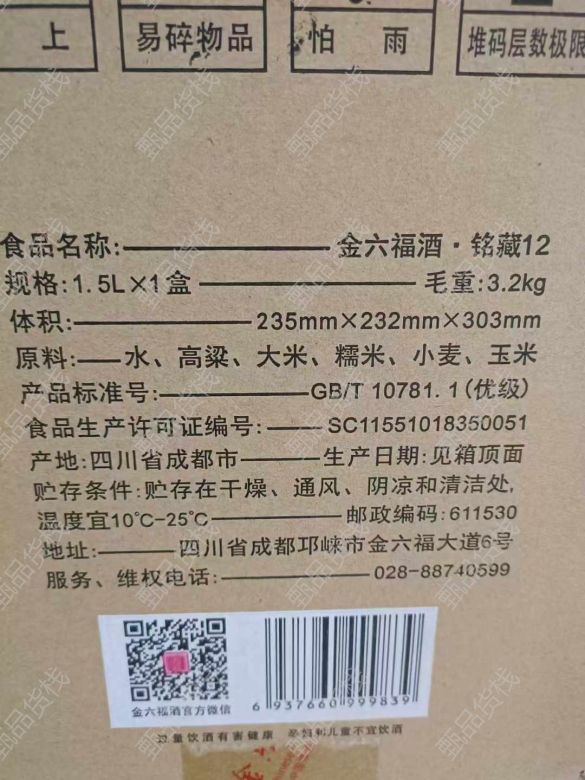 上 易碎物品 怕 雨 堆码层数极限
食品名称: 金六福酒·铭藏12
规格:1.5L×1盒 毛重:3.2kg
体积: 235mm×232mm×303mm
原料: 水、高粱、大米、糯米、小麦、玉米
产品标准号: GB/T 10781.1(优级)
食品生产许可证编号: SC11551018350051
产地:四川省成都市 生产日期:见箱顶面
贮存条件:贮存在干燥、通风、阴凉和清洁处,
温度宜10℃-25℃ 邮政编码:611530
地址: 四川省成都邛崃市金六福大道6号
服务、维权电话: 028-88740599
金六福酒官方微信
6 937660 999839
过量饮酒有害健康 孕妇和儿童不宜饮酒
甄品货栈